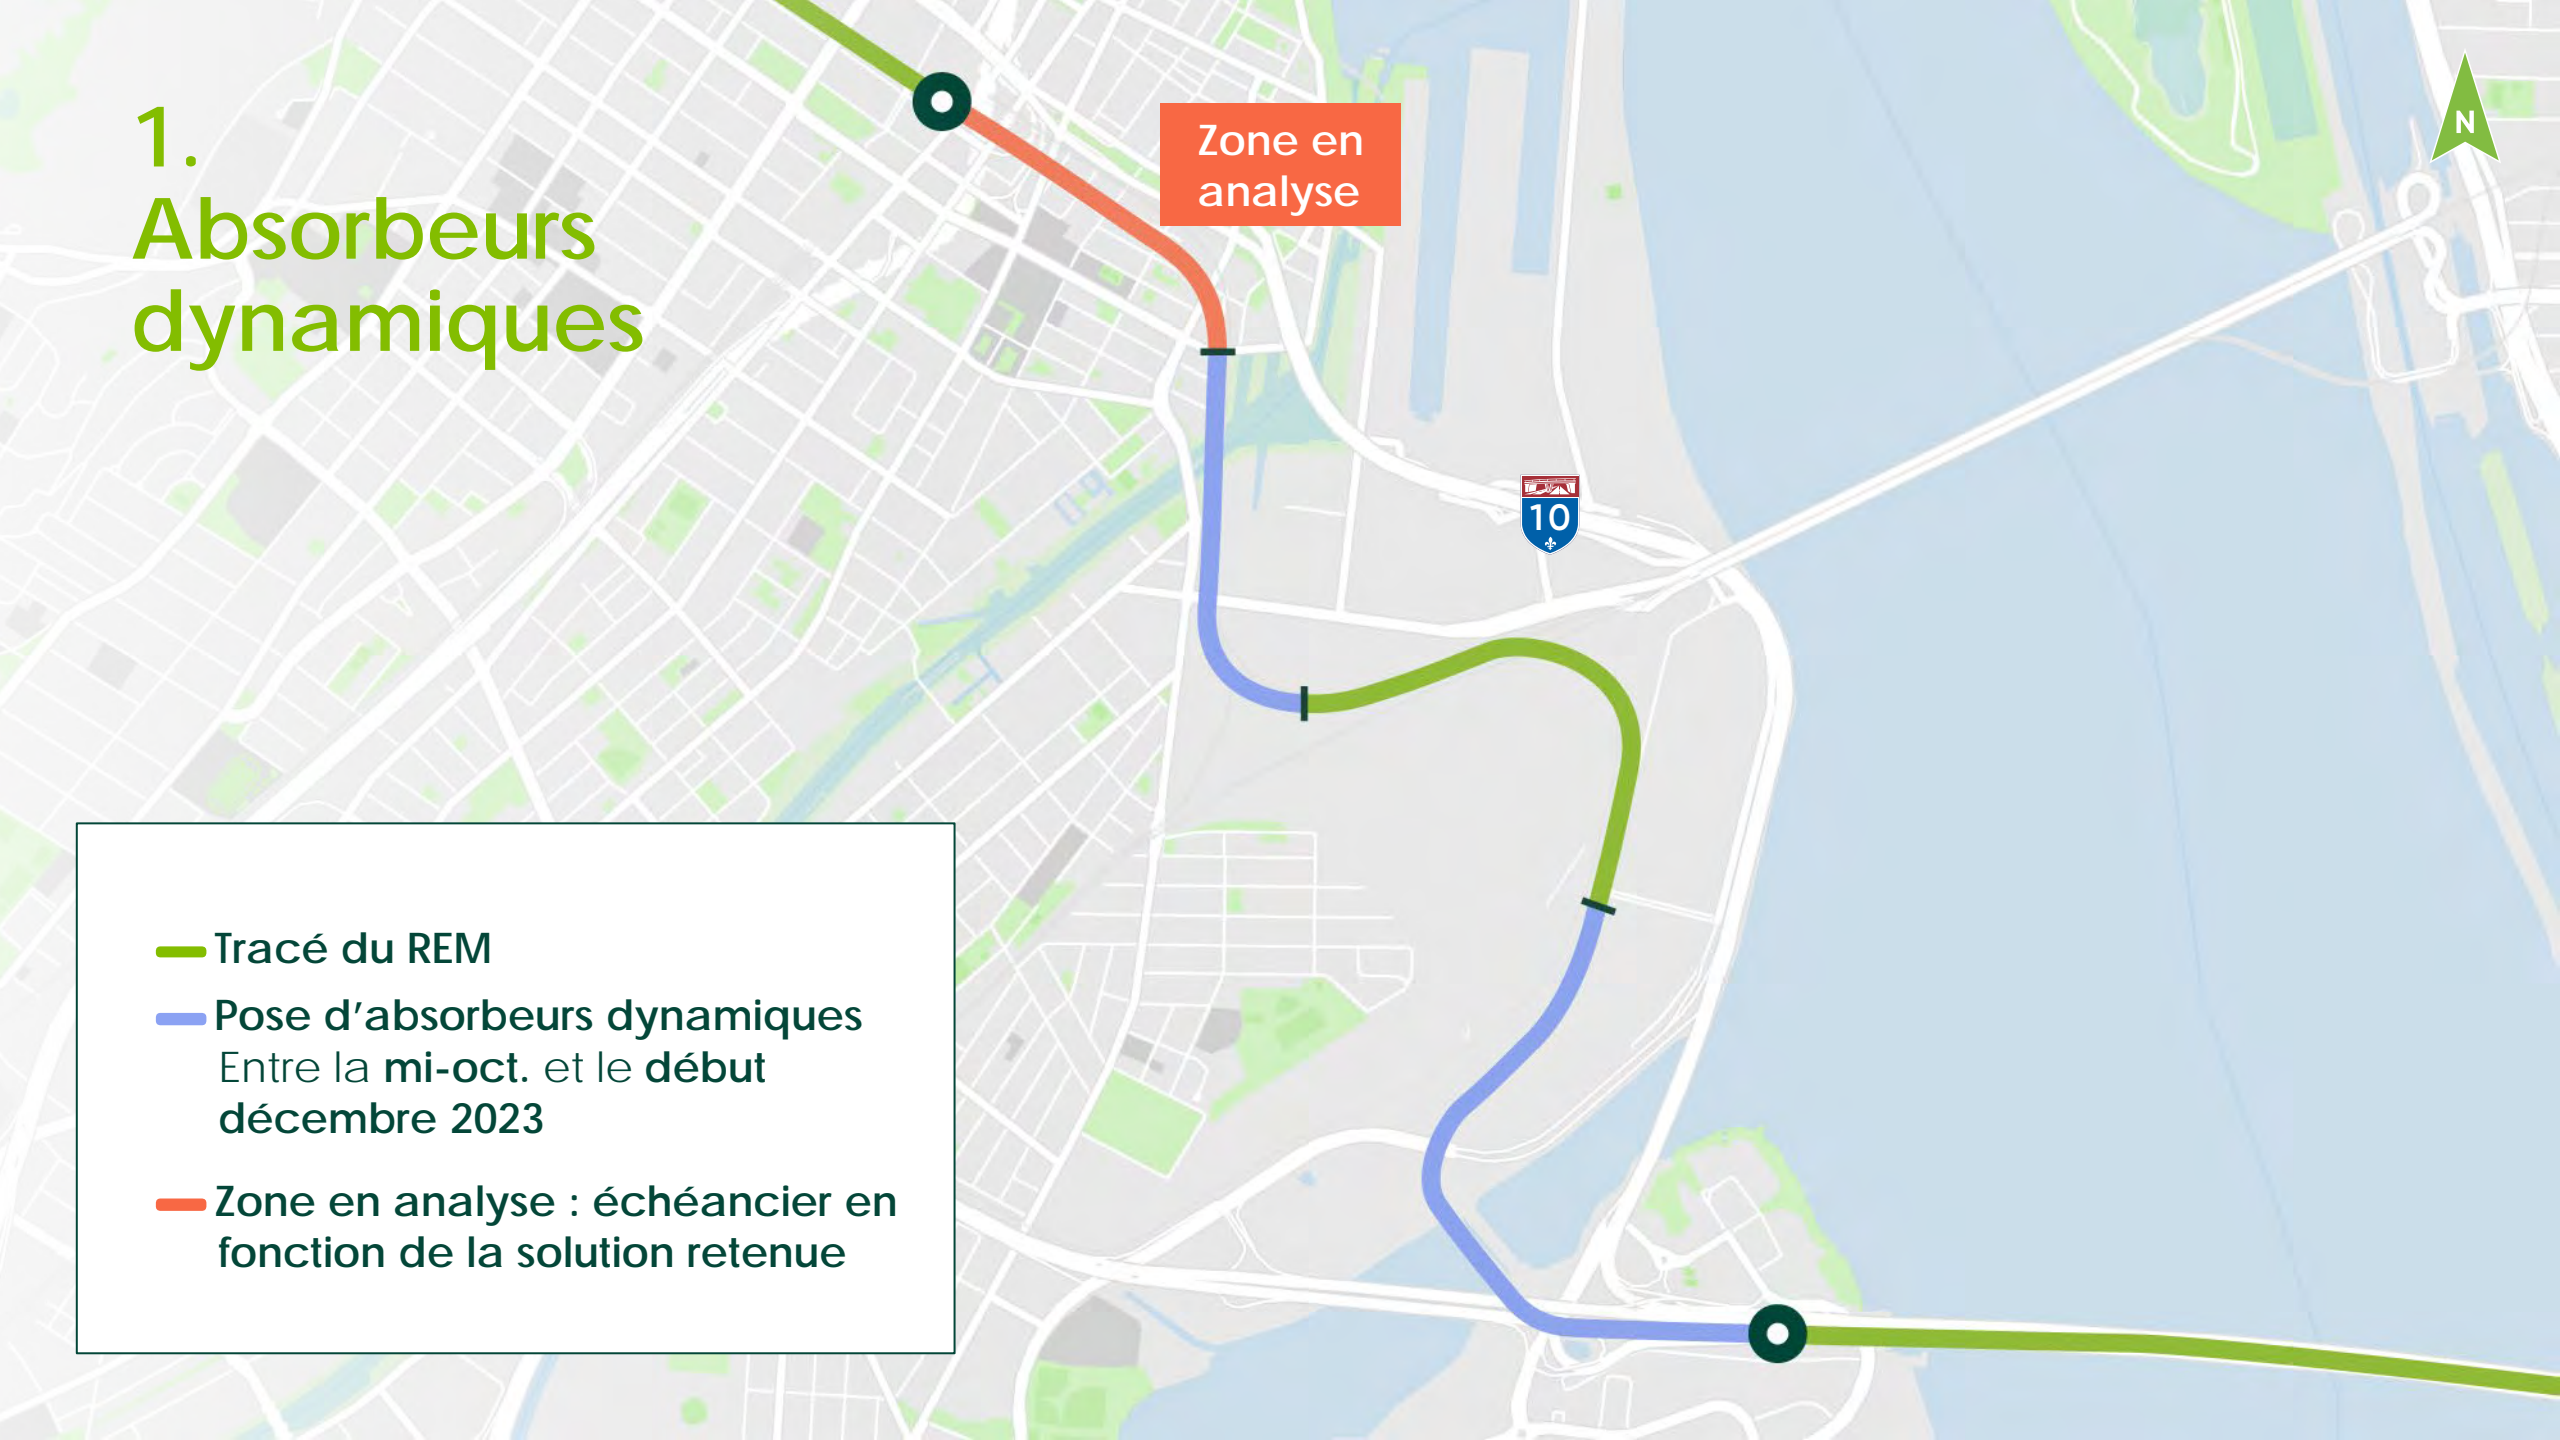 1.
Absorbeurs
dynamiques
Zone en
analyse
N
10
Tracé du REM
Pose d’absorbeurs dynamiques
Entre la mi-oct. et le début
décembre 2023
Zone en analyse : échéancier en
fonction de la solution retenue